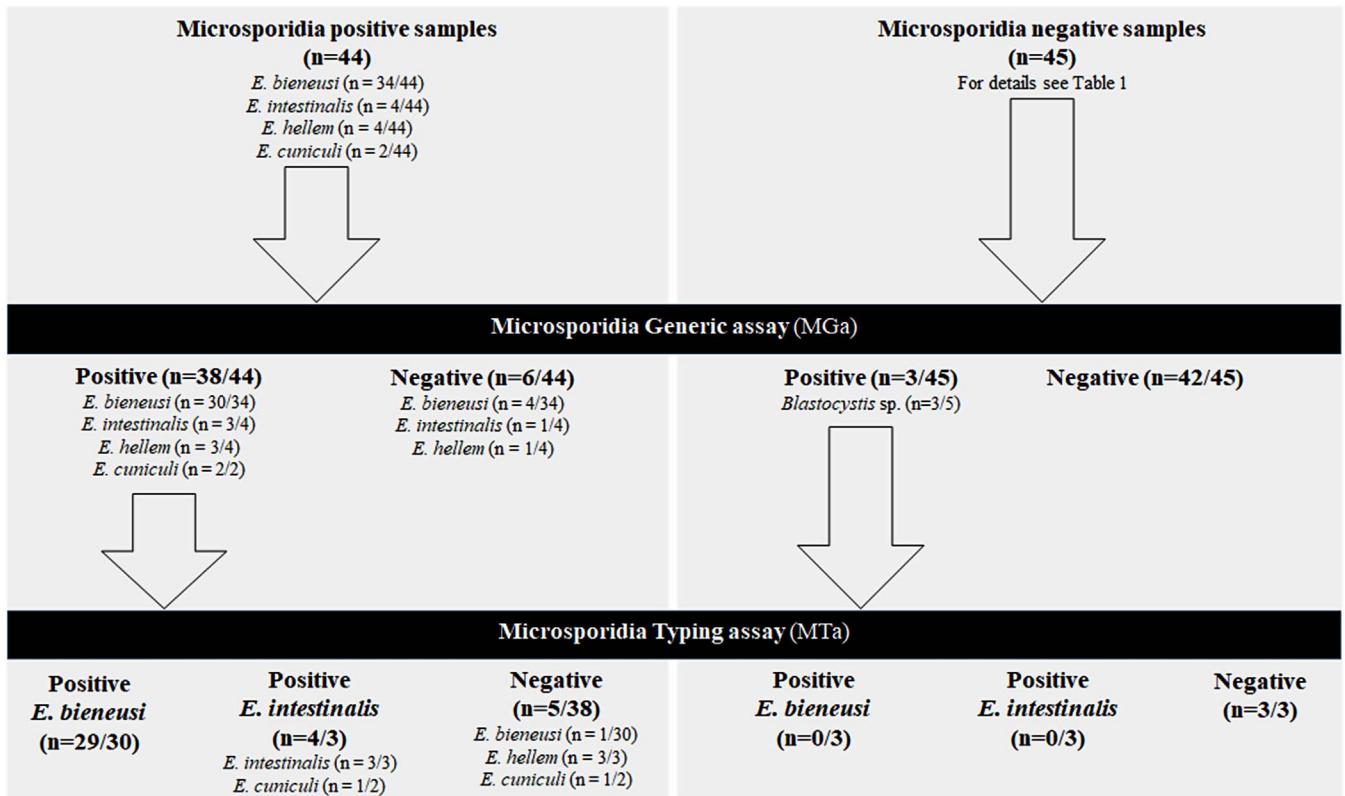 Microsporidia positive samples
(n=44)
E. bieneusi (n = 34/44)
E. intestinalis (n = 4/44)
E. hellem (n = 4/44)
E. cuniculi (n = 2/44)
Microsporidia negative samples
(n=45)
For details see Table 1
Microsporidia Generic assay (MGa)
Positive (n=38/44)
E. bieneusi (n = 30/34)
E. intestinalis (n = 3/4)
E. hellem (n = 3/4)
E. cuniculi (n = 2/2)
Negative (n=6/44)
E. bieneusi (n = 4/34)
E. intestinalis (n = 1/4)
E. hellem (n = 1/4)
Positive (n=3/45)
Blastocystis sp. (n=3/5)
Negative (n=42/45)
Microsporidia Typing assay (MTa)
Positive
E. bieneusi
(n=29/30)
Positive
E. intestinalis
(n=4/3)
E. intestinalis (n = 3/3)
E. cuniculi (n = 1/2)
Negative
(n=5/38)
E. bieneusi (n = 1/30)
E. hellem (n = 3/3)
E. cuniculi (n = 1/2)
Positive
E. bieneusi
(n=0/3)
Positive
E. intestinalis
(n=0/3)
Negative
(n=3/3)